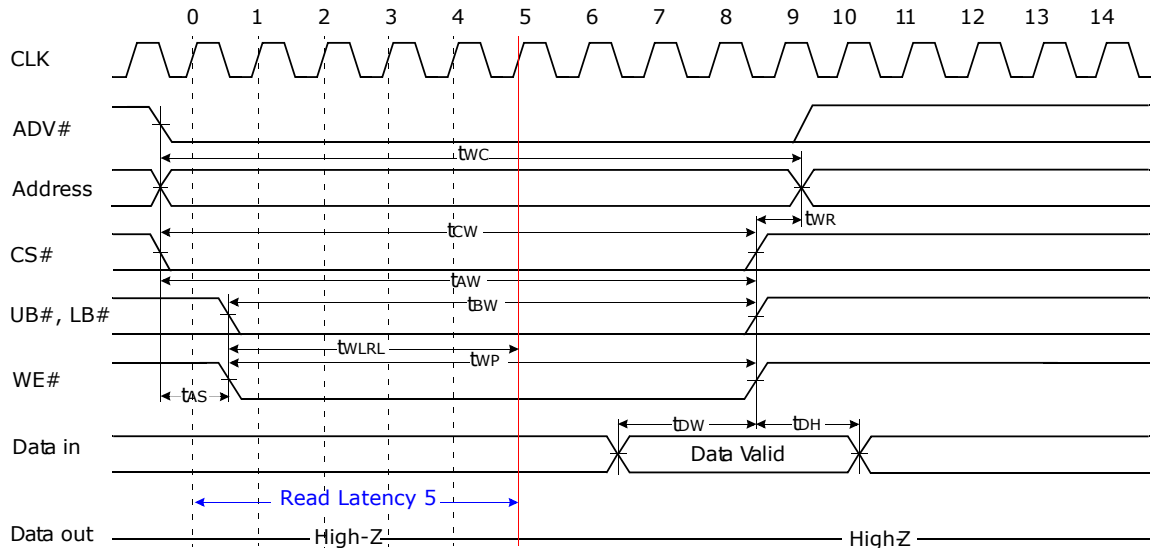 0 1 2 3 4 5 6 7 8 9 10 11 12 13 14
CLK
ADV#
tWC
Address
tWR
tCW
CS#
tAW
tBW
UB#, LB#
tWLRL
tWP
WE#
tAS
tDW tDH
Data in
Data Valid
Read Latency 5
Data out High-Z High-Z